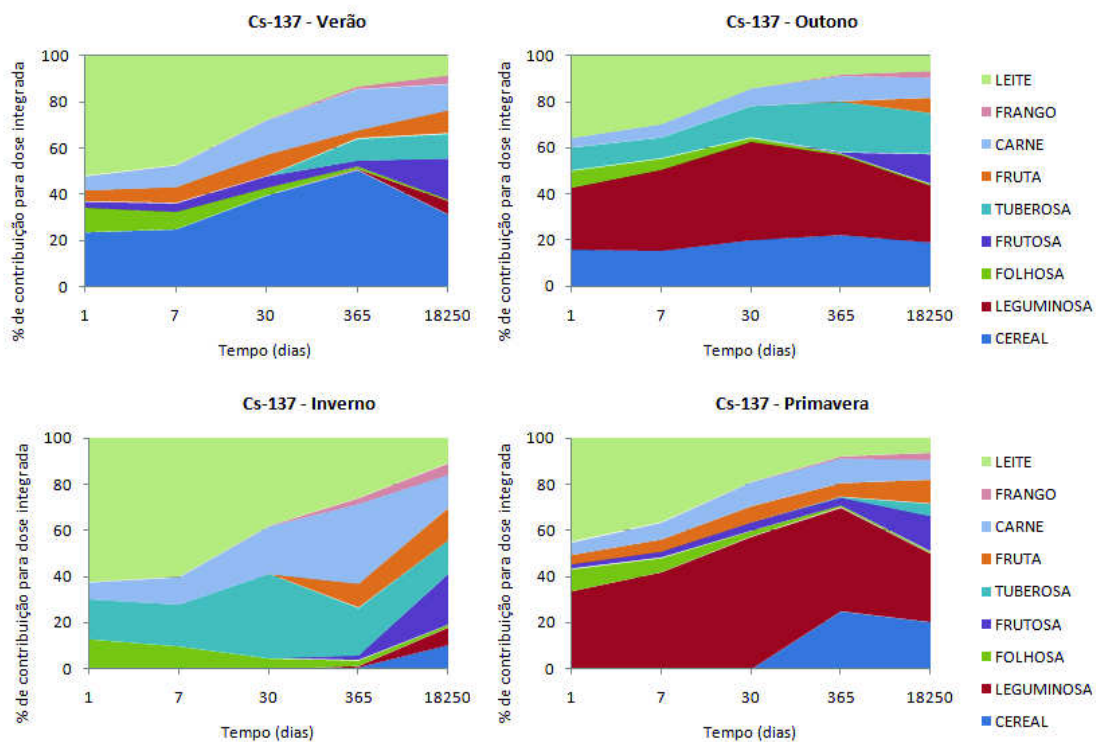 Cs-137 - Verão
% de contribuição para dose integrada
100
80
60
40
20
0
1 7 30 365 18250
Tempo (dias)
Cs-137 - Outono
% de contribuição para dose integrada
100
80
60
40
20
0
1 7 30 365 18250
Tempo (dias)
LEITE
FRANGO
CARNE
FRUTA
TUBEROSA
FRUTOSA
FOLHOSA
LEGUMINOSA
CEREAL
Cs-137 - Inverno
% de contribuição para dose integrada
100
80
60
40
20
0
1 7 30 365 18250
Tempo (dias)
Cs-137 - Primavera
% de contribuição para dose integrada
100
80
60
40
20
0
1 7 30 365 18250
Tempo (dias)
LEITE
FRANGO
CARNE
FRUTA
TUBEROSA
FRUTOSA
FOLHOSA
LEGUMINOSA
CEREAL